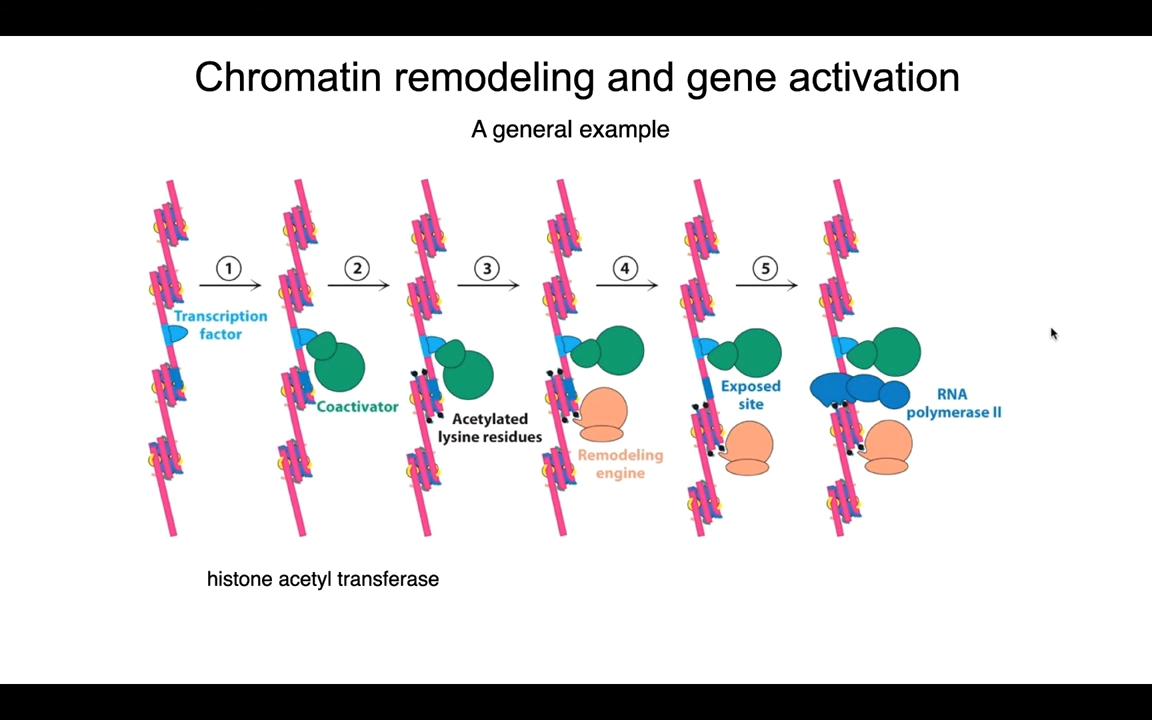 Chromatin remodeling and gene activation
A general example
1
2
3
4
5
Transcription
factor
Coactivator
Acetylated
lysine residues
Remodeling
engine
Exposed
site
RNA
polymerase II
histone acetyl transferase